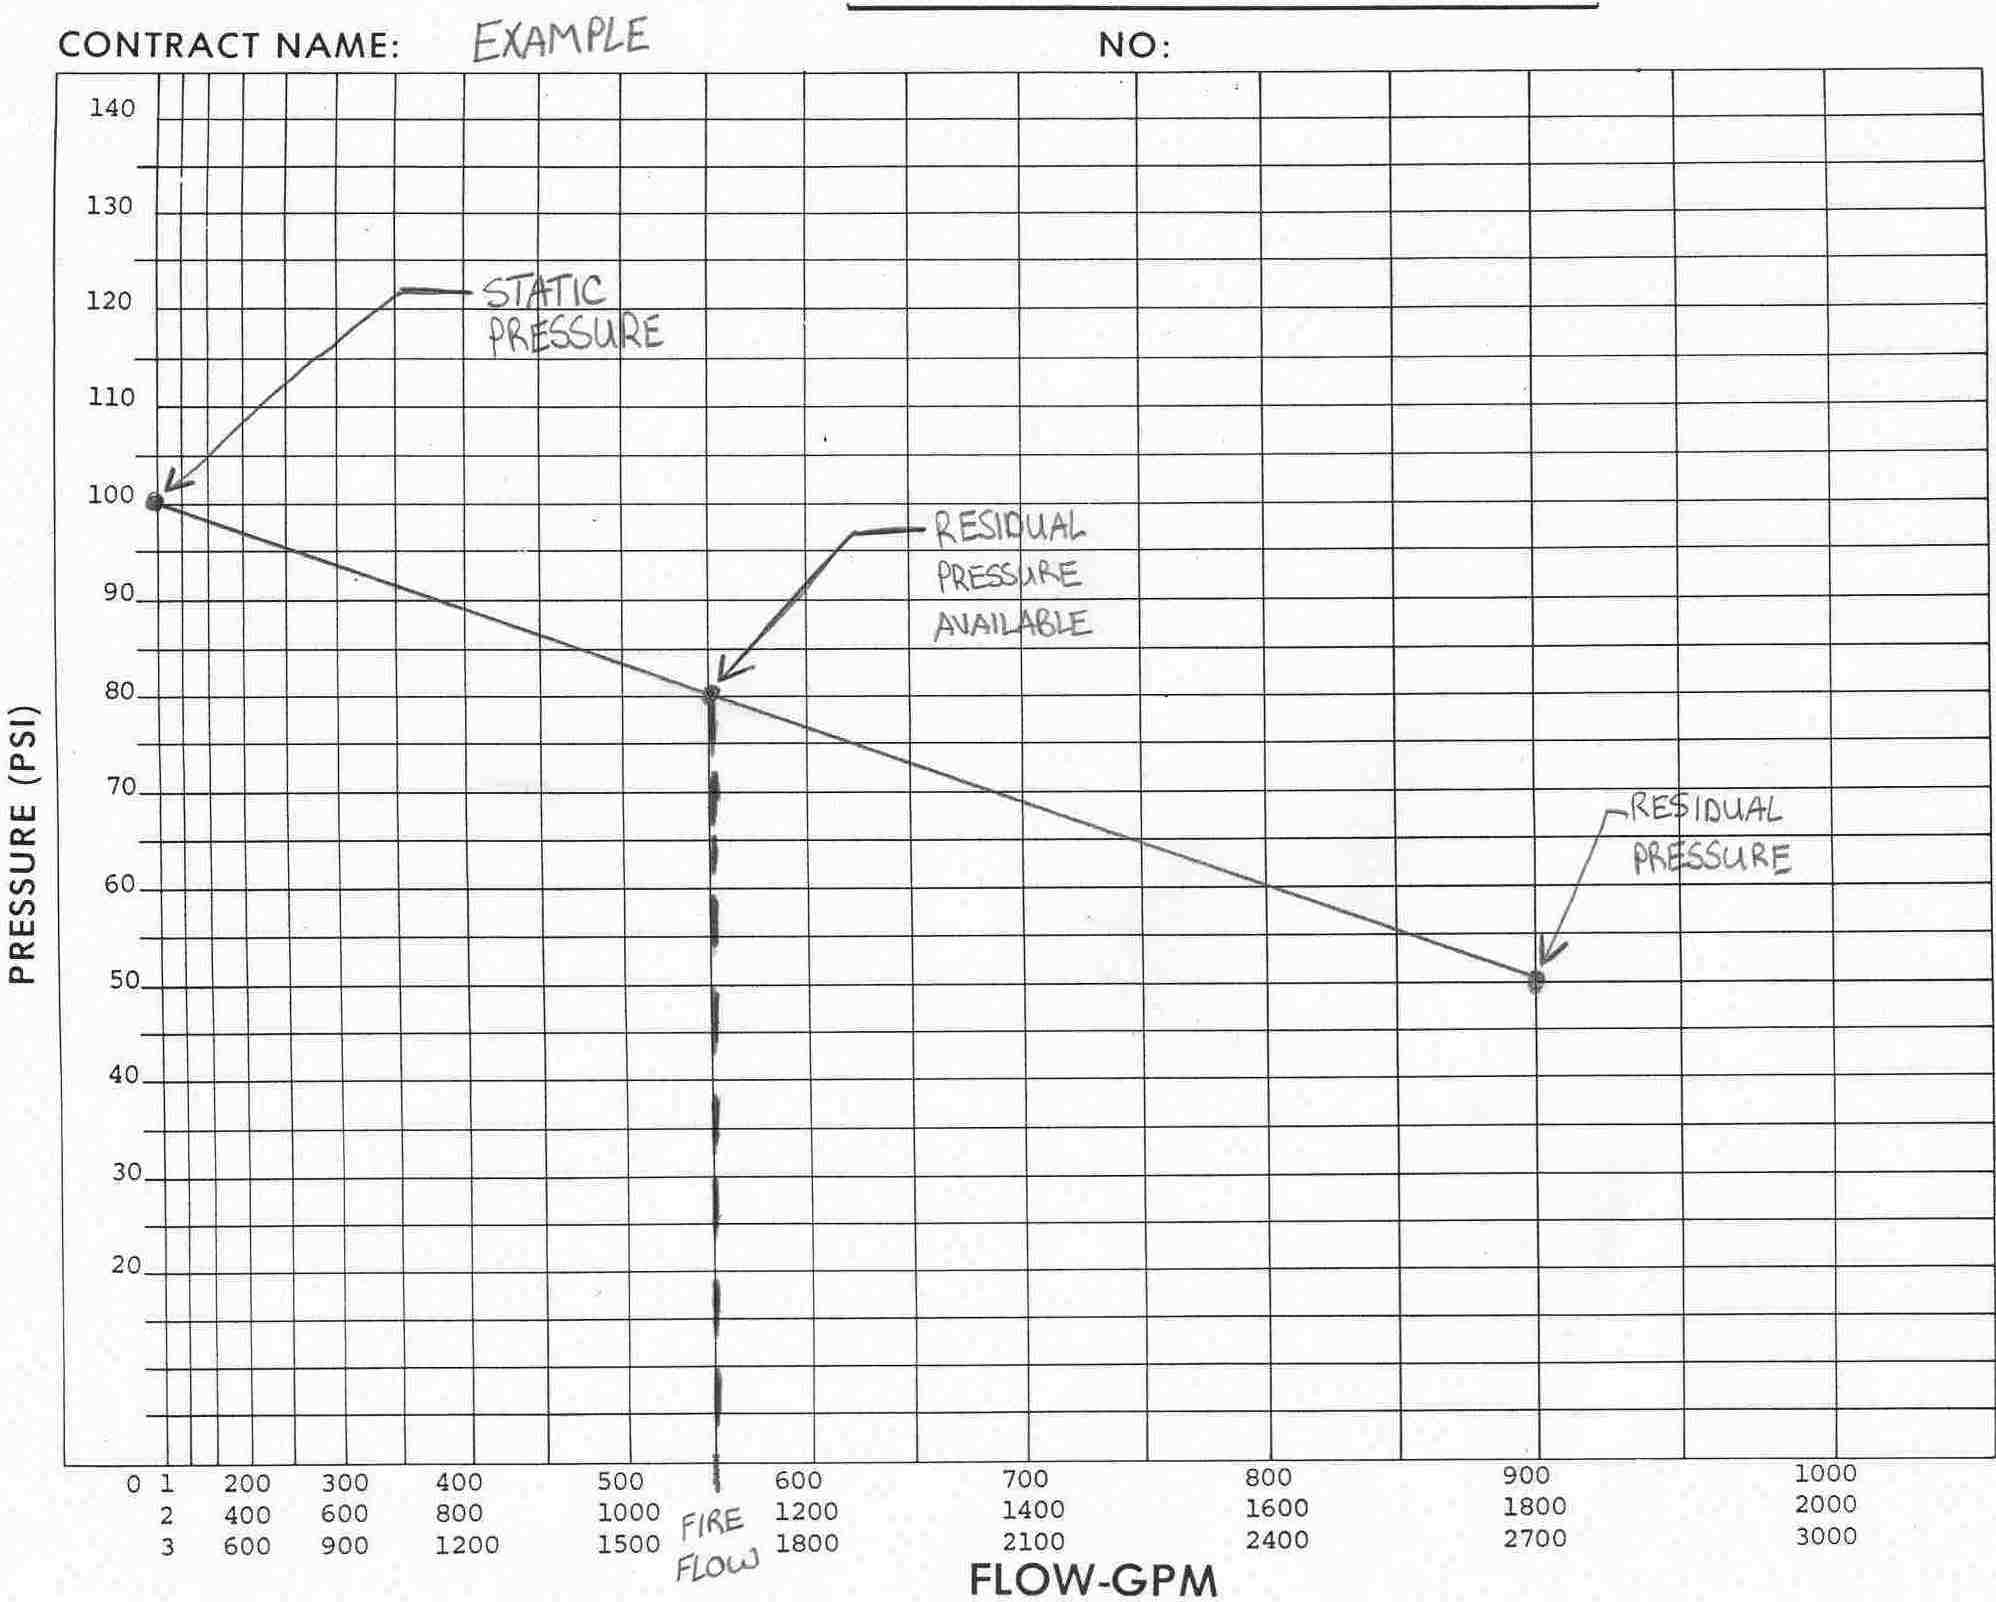 CONTRACT NAME: EXAMPLE NO:
140
130
120
110
100
90
80
70
60
50
40
30
20
STATIC
PRESSURE
RESIDUAL
PRESSURE
AVAILABLE
RESIDUAL
PRESSURE
PRESSURE (PSI)
0 1 200 300 400 500 600 700 800 900 1000
2 400 600 800 1000 1200 1400 1600 1800 2000
3 600 900 1200 1500 1800 2100 2400 2700 3000
FIRE
FLOW
FLOW-GPM